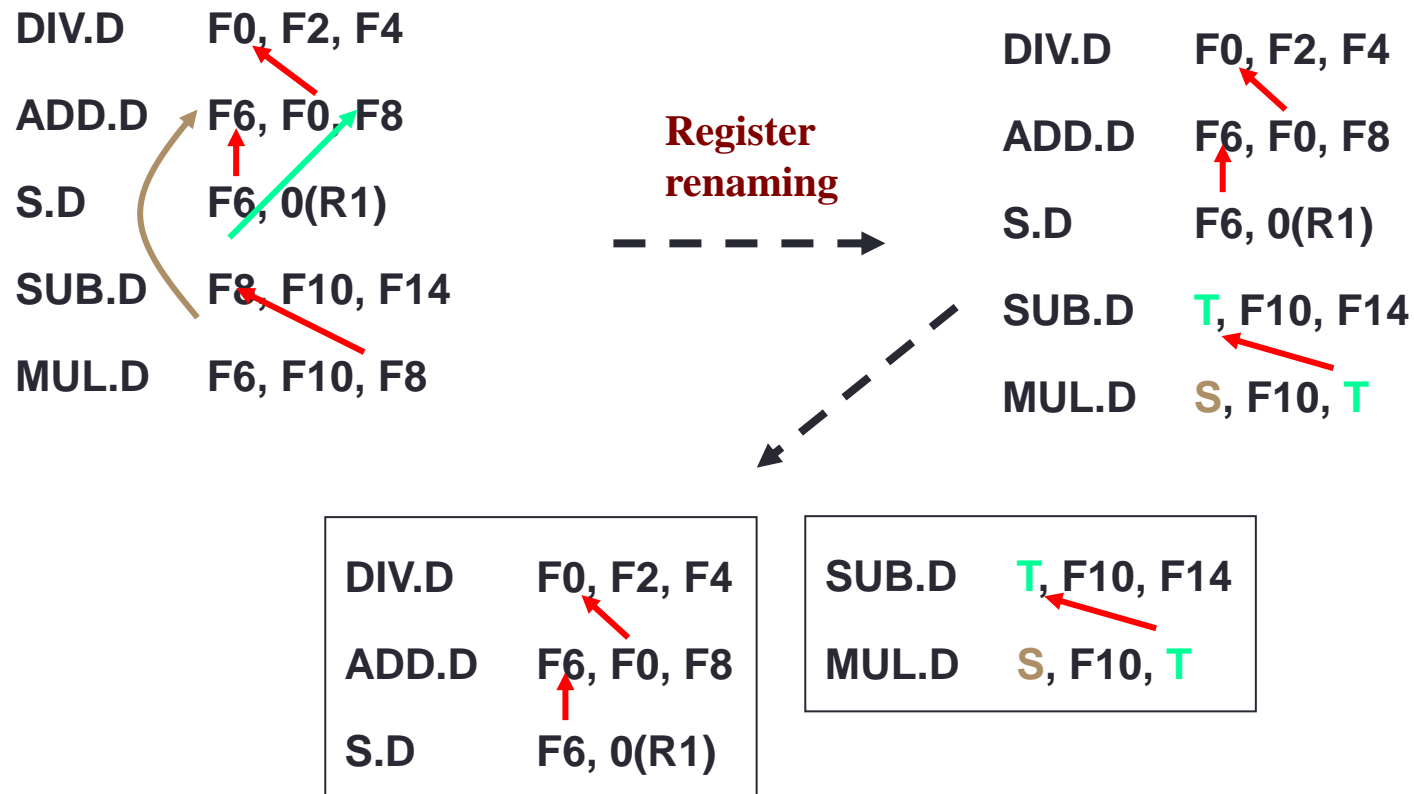 DIV.D F0, F2, F4
ADD.D F6, F0, F8
S.D F6, 0(R1)
SUB.D F8, F10, F14
MUL.D F6, F10, F8
Register
renaming
DIV.D F0, F2, F4
ADD.D F6, F0, F8
S.D F6, 0(R1)
SUB.D T, F10, F14
MUL.D S, F10, T
DIV.D F0, F2, F4
ADD.D F6, F0, F8
S.D F6, 0(R1)
SUB.D T, F10, F14
MUL.D S, F10, T